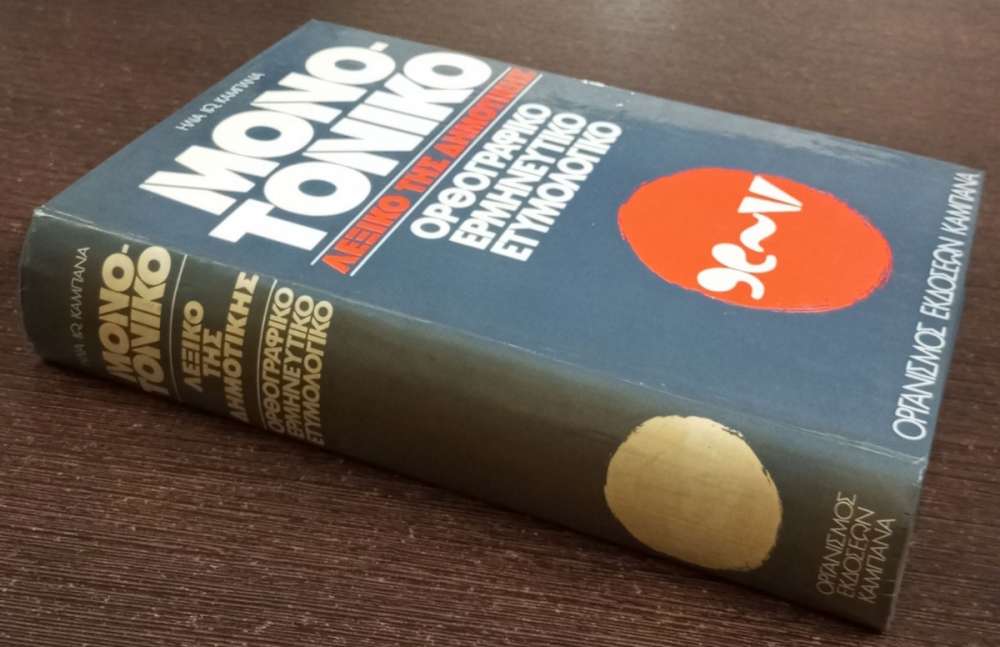 ΗΛΙΑ ΙΩ. ΚΑΜΠΑΝΑ
ΜΟΝΟ-
ΤΟΝΙΚΟ
ΛΕΞΙΚΟ ΤΗΣ ΔΗΜΟΤΙΚΗΣ
ΟΡΘΟΓΡΑΦΙΚΟ
ΕΡΜΗΝΕΥΤΙΚΟ
ΕΤΥΜΟΛΟΓΙΚΟ
ΟΡΓΑΝΙΣΜΟΣ ΕΚΔΟΣΕΩΝ ΚΑΜΠΑΝΑ
ΗΛΙΑ ΙΩ. ΚΑΜΠΑΝΑ
ΜΟΝΟ-
ΤΟΝΙΚΟ
ΛΕΞΙΚΟ
ΤΗΣ
ΔΗΜΟΤΙΚΗΣ
ΟΡΘΟΓΡΑΦΙΚΟ
ΕΡΜΗΝΕΥΤΙΚΟ
ΕΤΥΜΟΛΟΓΙΚΟ
ΟΡΓΑΝΙΣΜΟΣ
ΕΚΔΟΣΕΩΝ
ΚΑΜΠΑΝΑ